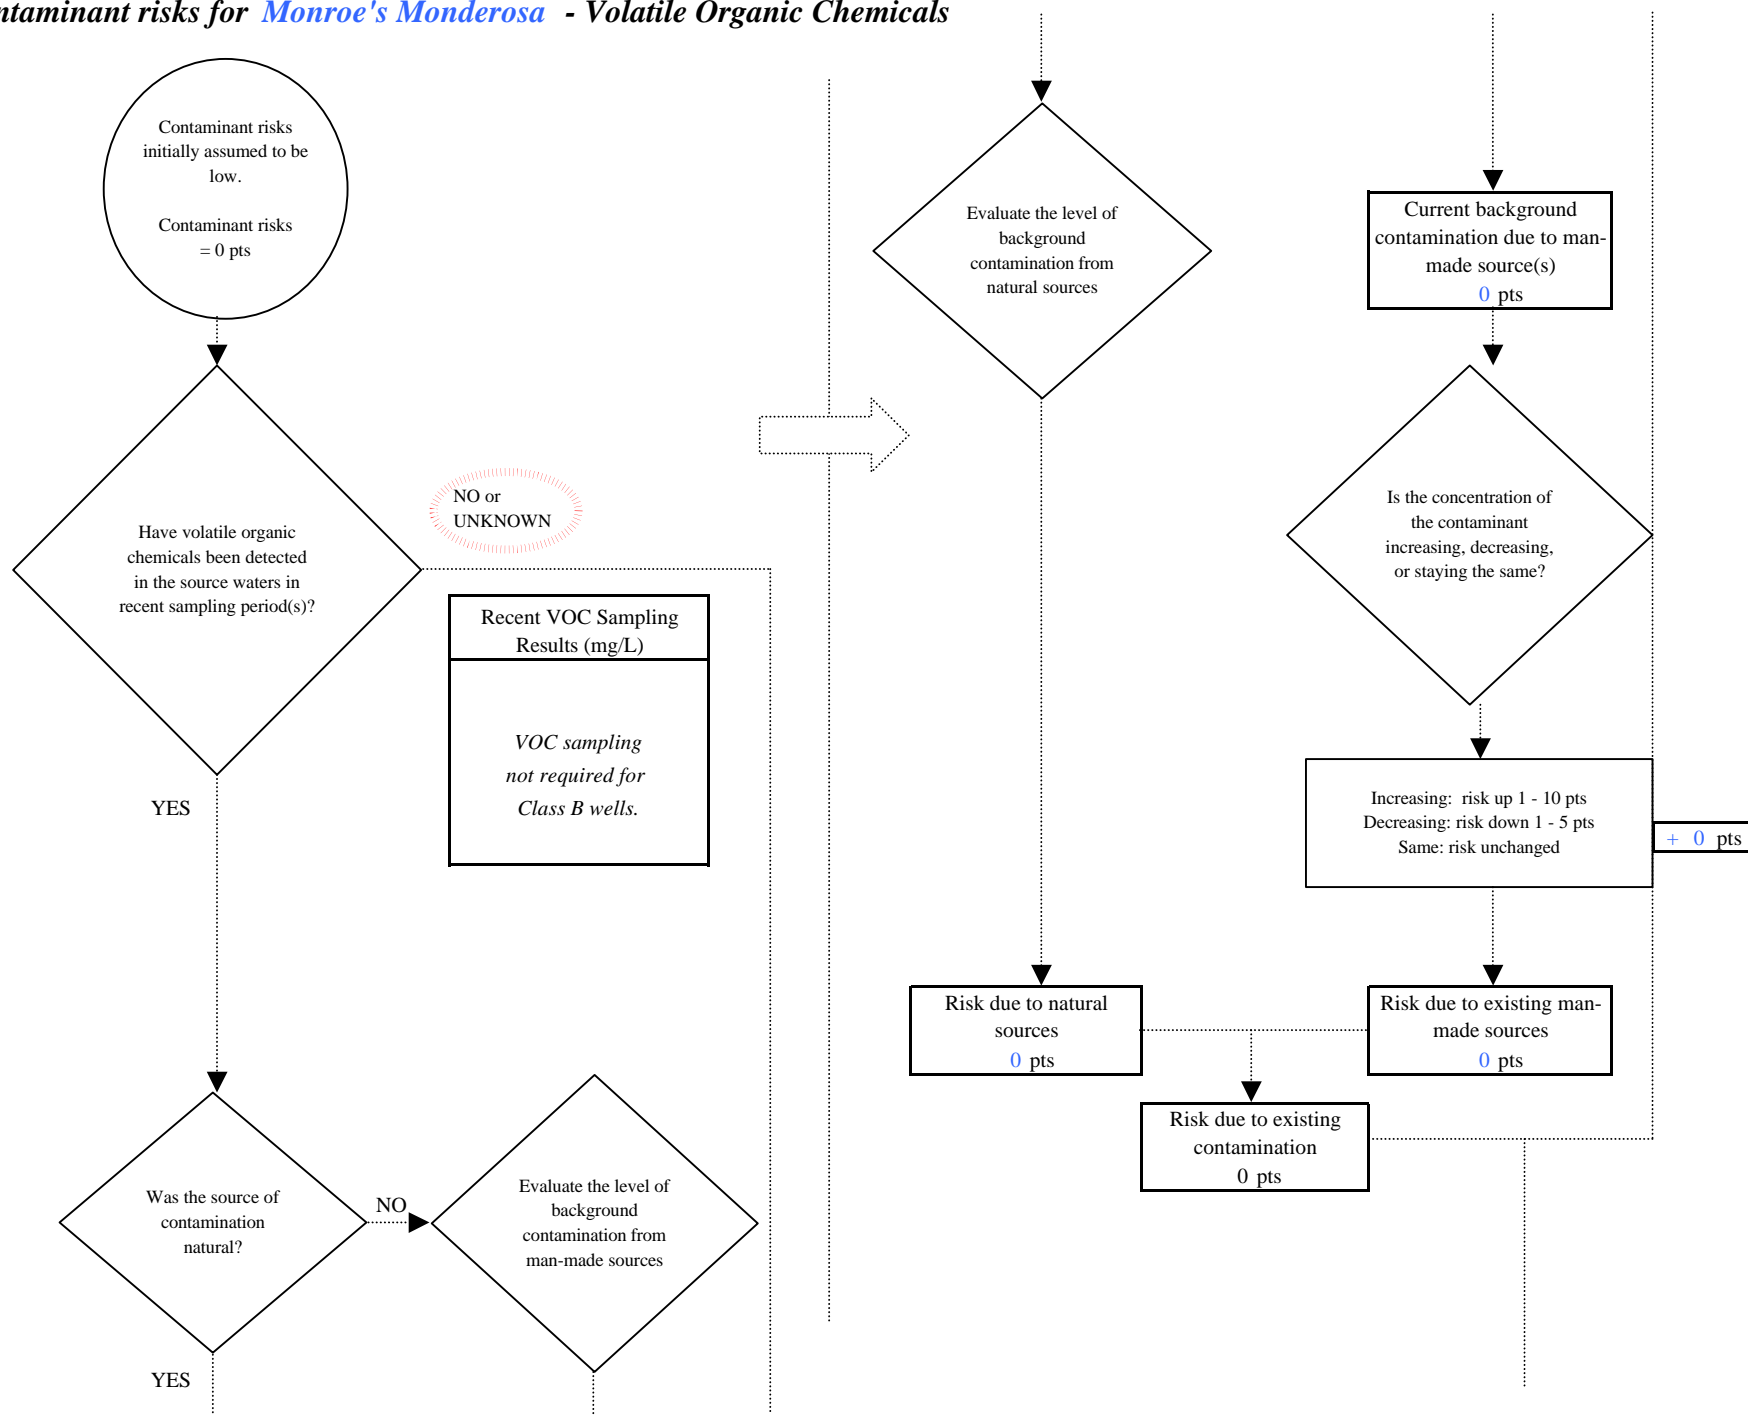 ntaminant risks for Monroe's Monderosa - Volatile Organic Chemicals
Contaminant risks
initially assumed to be
low.
Contaminant risks
= 0 pts
Have volatile organic
chemicals been detected
in the source waters in
recent sampling period(s)?
NO or
UNKNOWN
Recent VOC Sampling
Results (mg/L)
VOC sampling
not required for
Class B wells.
YES
Was the source of
contamination
natural?
NO
Evaluate the level of
background
contamination from
man-made sources
YES
Evaluate the level of
background
contamination from
natural sources
Current background
contamination due to man-
made source(s)
0 pts
Is the concentration of
the contaminant
increasing, decreasing,
or staying the same?
Increasing: risk up 1 - 10 pts
Decreasing: risk down 1 - 5 pts
Same: risk unchanged
+ 0 pts
Risk due to natural
sources
0 pts
Risk due to existing man-
made sources
0 pts
Risk due to existing
contamination
0 pts